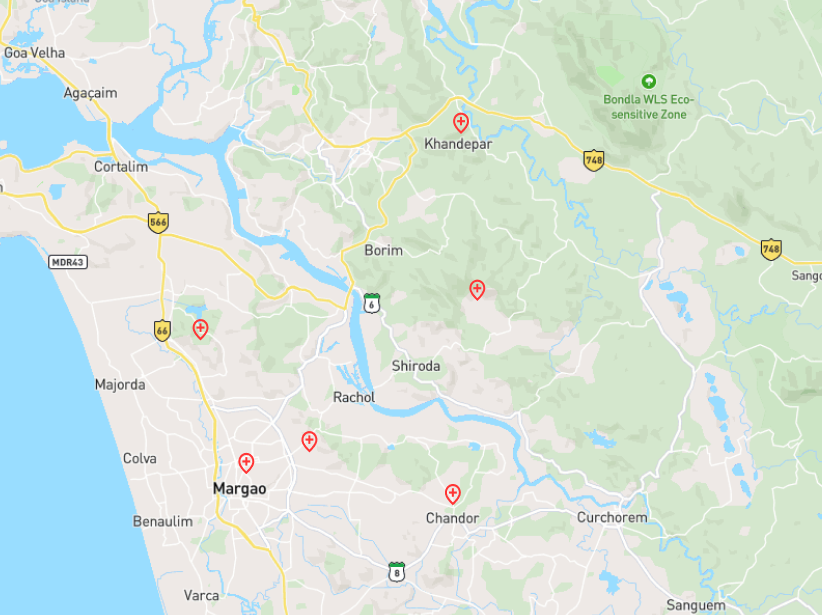 Goa Velha
Agaçaim
Bondla WLS Eco-
sensitive Zone
Khandepar
748
Cortalim
566
Borim
748
MDR43
6
66
Shiroda
Majorda
Rachol
Colva
Margao
Chandor
Curchorem
Benaulim
8
Varca
Sanguem